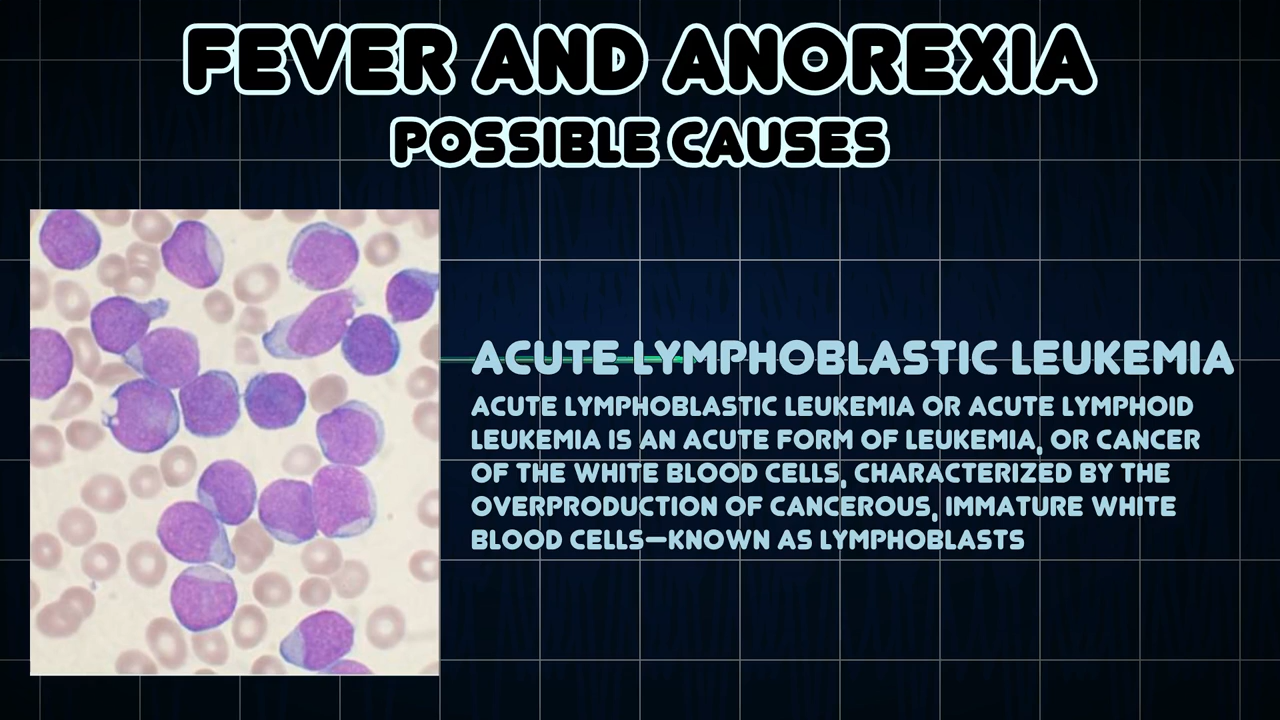 FEVER AND ANOREXIA
POSSIBLE CAUSES
ACUTE LYMPHOBLASTIC LEUKEMIA
ACUTE LYMPHOBLASTIC LEUKEMIA OR ACUTE LYMPHOID
LEUKEMIA IS AN ACUTE FORM OF LEUKEMIA, OR CANCER
OF THE WHITE BLOOD CELLS, CHARACTERIZED BY THE
OVERPRODUCTION OF CANCEROUS, IMMATURE WHITE
BLOOD CELLS—KNOWN AS LYMPHOBLASTS